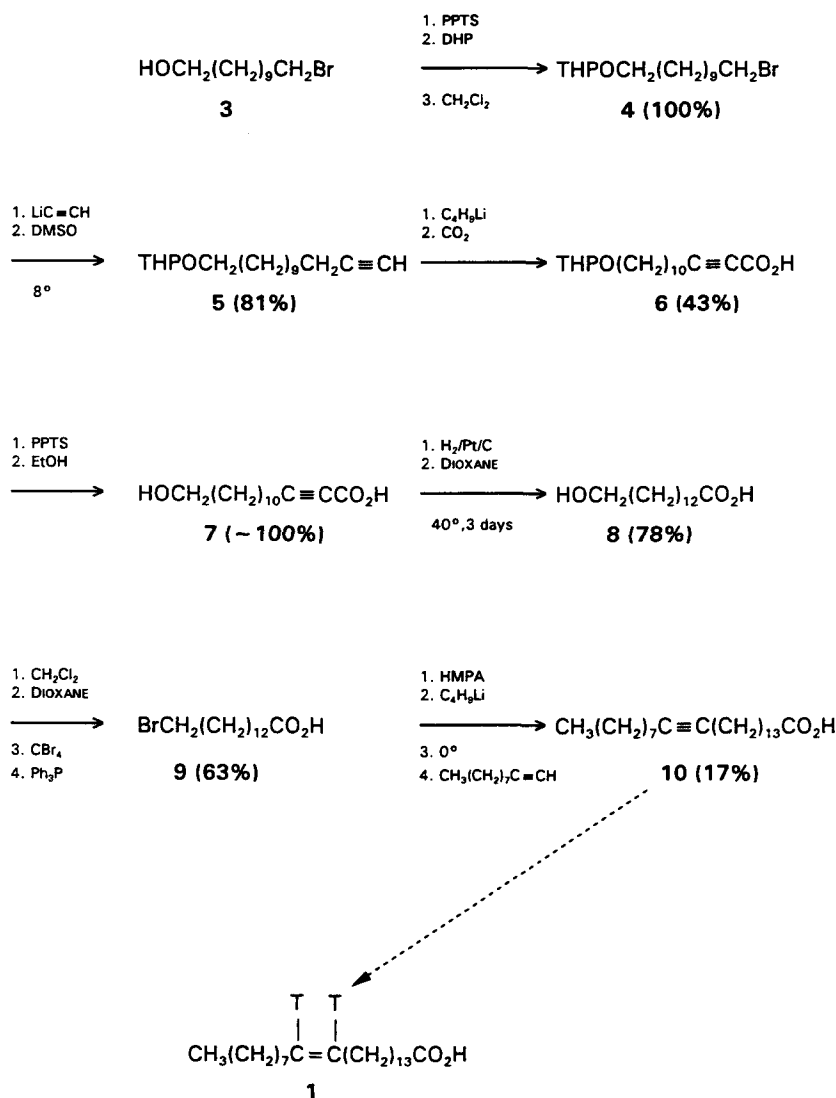 1. PPTS
2. DHP
HOCH₂(CH₂)₉CH₂Br
THPOCH₂(CH₂)₉CH₂Br
3. CH₂Cl₂
3
4 (100%)
1. LiC≡CH
2. DMSO
1. C₄H₉Li
2. CO₂
THPOCH₂(CH₂)₉CH₂C≡CH
THPO(CH₂)₁₀C≡CCO₂H
8°
5 (81%)
6 (43%)
1. PPTS
2. EtOH
1. H₂/Pt/C
2. DIOXANE
HOCH₂(CH₂)₁₀C≡CCO₂H
HOCH₂(CH₂)₁₂CO₂H
40°,3 days
7 (~100%)
8 (78%)
1. CH₂Cl₂
2. DIOXANE
1. HMPA
2. C₄H₉Li
BrCH₂(CH₂)₁₂CO₂H
CH₃(CH₂)₇C≡C(CH₂)₁₃CO₂H
3. CBr₄
4. Ph₃P
3. 0°
4. CH₃(CH₂)₇C≡CH
9 (63%)
10 (17%)
T T
CH₃(CH₂)₇C=C(CH₂)₁₃CO₂H
1